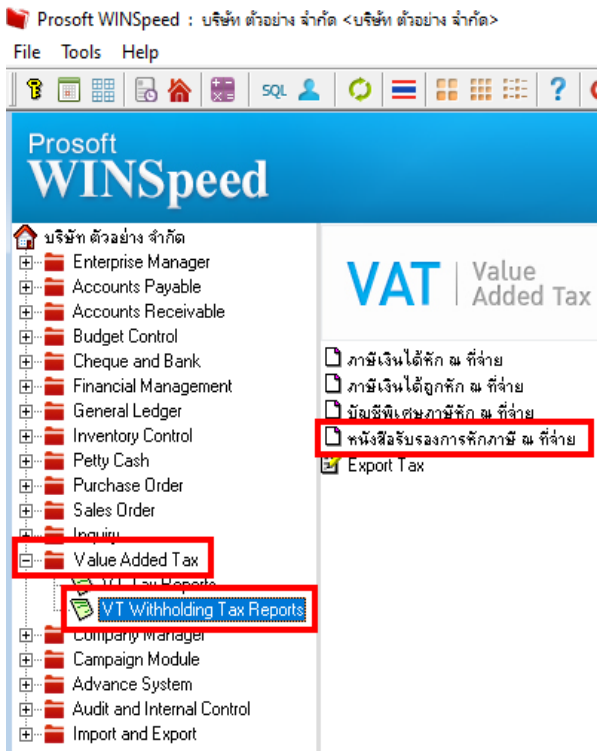 Prosoft WINSpeed : บริษัท ตัวอย่าง จำกัด <บริษัท ตัวอย่าง จำกัด>
File Tools Help
SQL ?
Prosoft
WINSpeed
บริษัท ตัวอย่าง จำกัด
Enterprise Manager
Accounts Payable
Accounts Receivable
Budget Control
Cheque and Bank
Financial Management
General Ledger
Inventory Control
Petty Cash
Purchase Order
Sales Order
Inquiry
Value Added Tax
VT Tax Reports
VT Withholding Tax Reports
Company Manager
Campaign Module
Advance System
Audit and Internal Control
Import and Export
VAT Value
Added Tax
ภาษีเงินได้หัก ณ ที่จ่าย
ภาษีเงินได้ถูกหัก ณ ที่จ่าย
บัญชีพิเศษภาษีหัก ณ ที่จ่าย
หนังสือรับรองการหักภาษี ณ ที่จ่าย
Export Tax